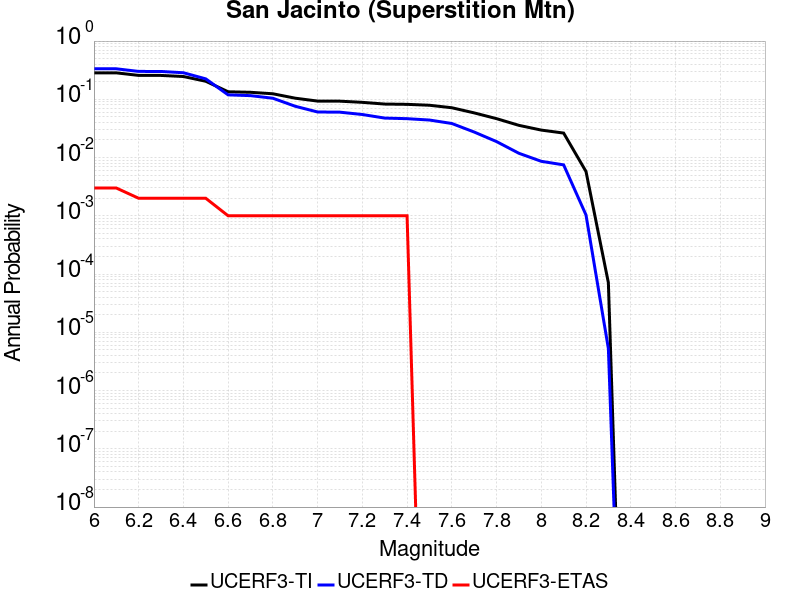 San Jacinto (Superstition Mtn)
10^0
10^-1
10^-2
10^-3
10^-4
10^-5
10^-6
10^-7
10^-8
Annual Probability
6 6.2 6.4 6.6 6.8 7 7.2 7.4 7.6 7.8 8 8.2 8.4 8.6 8.8 9
Magnitude
UCERF3-TI UCERF3-TD UCERF3-ETAS